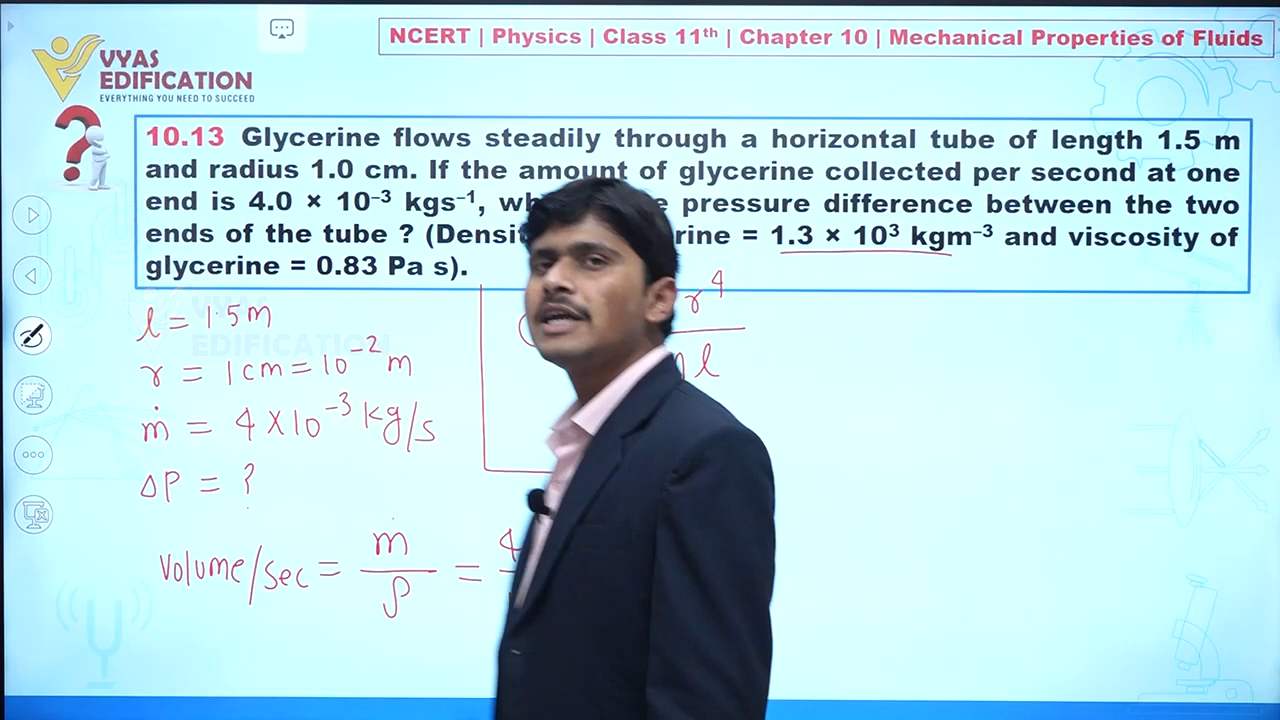 NCERT | Physics | Class 11th | Chapter 10 | Mechanical Properties of Fluids
VYAS
EDIFICATION
EVERYTHING YOU NEED TO SUCCEED
10.13 Glycerine flows steadily through a horizontal tube of length 1.5 m
and radius 1.0 cm. If the amount of glycerine collected per second at one
end is 4.0 × 10⁻³ kgs⁻¹, pressure difference between the two
ends of the tube ? = 1.3 × 10³ kgm⁻³ and viscosity of
glycerine = 0.83 Pa s).
VYAS
EDIFICATION
l = 1.5m
r = 1cm = 10⁻² m
ṁ = 4×10⁻³ kg/s
ΔP = ?
r⁴
l
Volume/sec = ṁ/ρ = 4